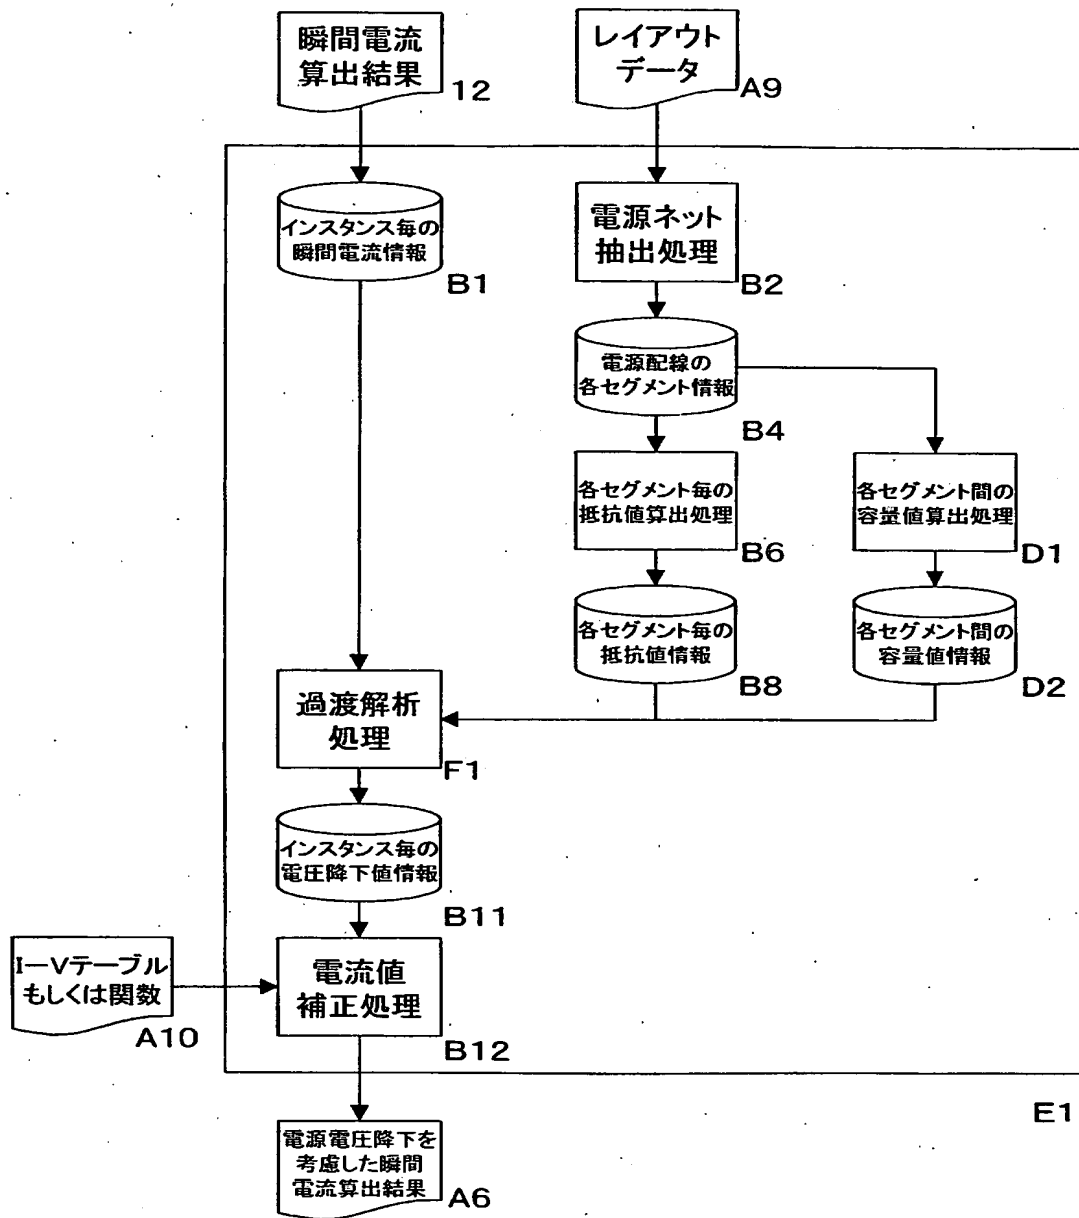 瞬間電流
算出結果
12
レイアウト
データ
A9
インスタンス毎の
瞬間電流情報
B1
電源ネット
抽出処理
B2
電源配線の
各セグメント情報
B4
各セグメント毎の
抵抗値算出処理
B6
各セグメント間の
容量値算出処理
D1
各セグメント毎の
抵抗値情報
B8
各セグメント間の
容量値情報
D2
過渡解析
処理
F1
インスタンス毎の
電圧降下値情報
B11
I－Vテーブル
もしくは関数
A10
電流値
補正処理
B12
E1
電源電圧降下を
考慮した瞬間
電流算出結果
A6